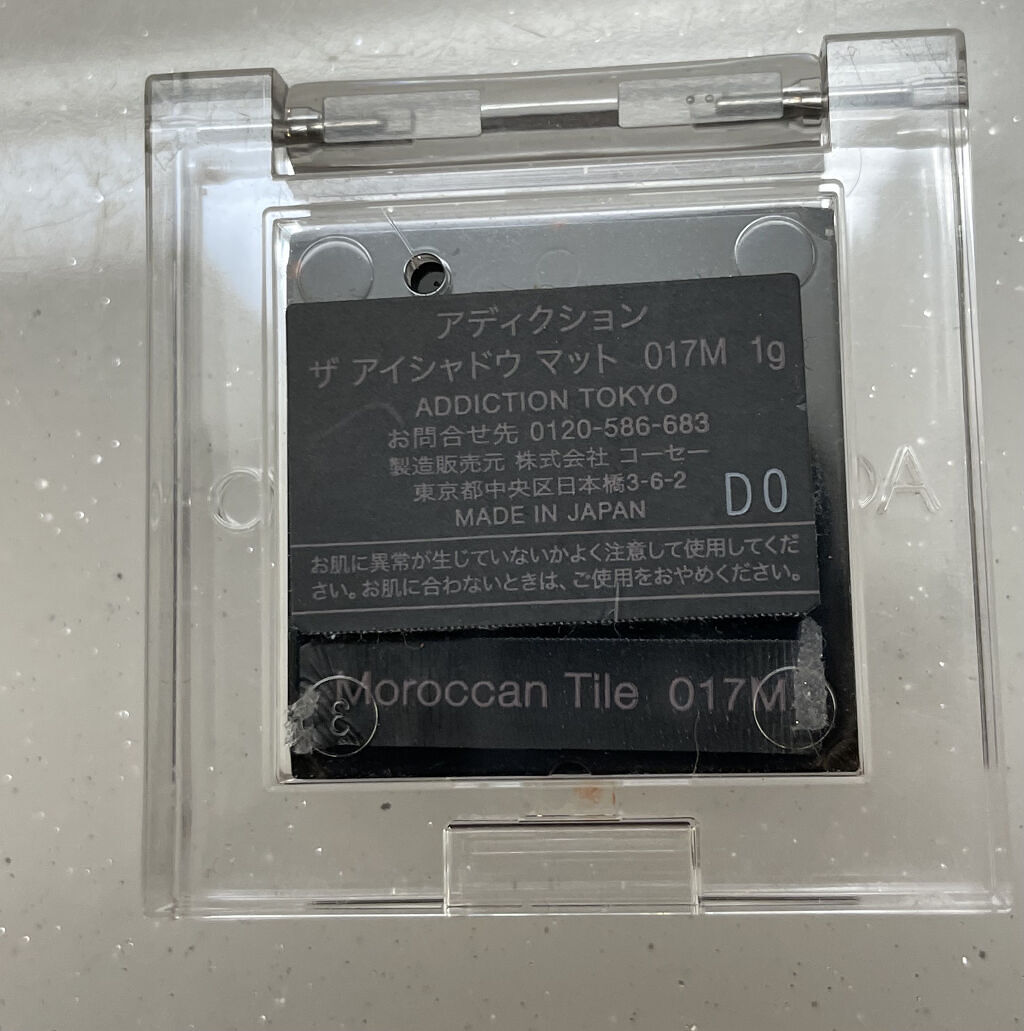 アディクション
ザ アイシャドウ マット 017M 1g
ADDICTION TOKYO
お問合せ先 0120-586-683
製造販売元 株式会社 コーセー
東京都中央区日本橋3-6-2
MADE IN JAPAN
D0
お肌に異常が生じていないかよく注意して使用してくだ
さい。お肌に合わないときは、ご使用をおやめください。
Moroccan Tile 017M
3